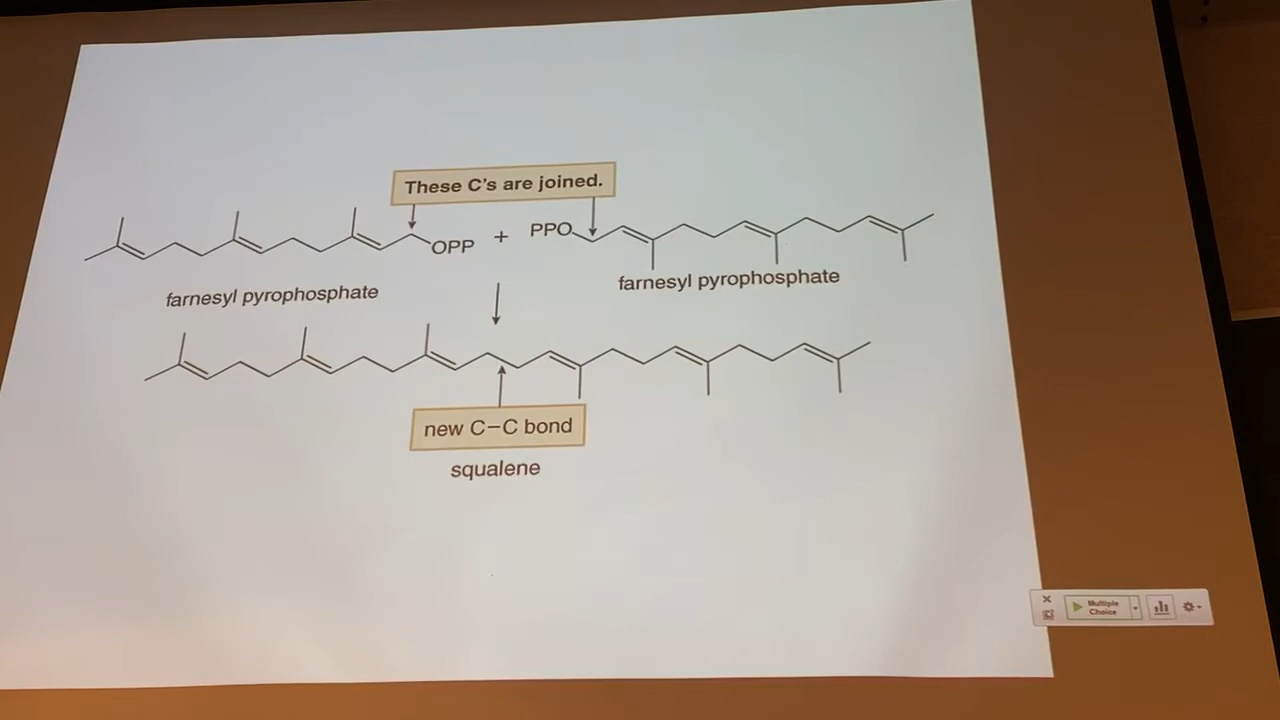 These C's are joined.
OPP + PPO
farnesyl pyrophosphate
farnesyl pyrophosphate
new C–C bond
squalene
Multiple
Choice